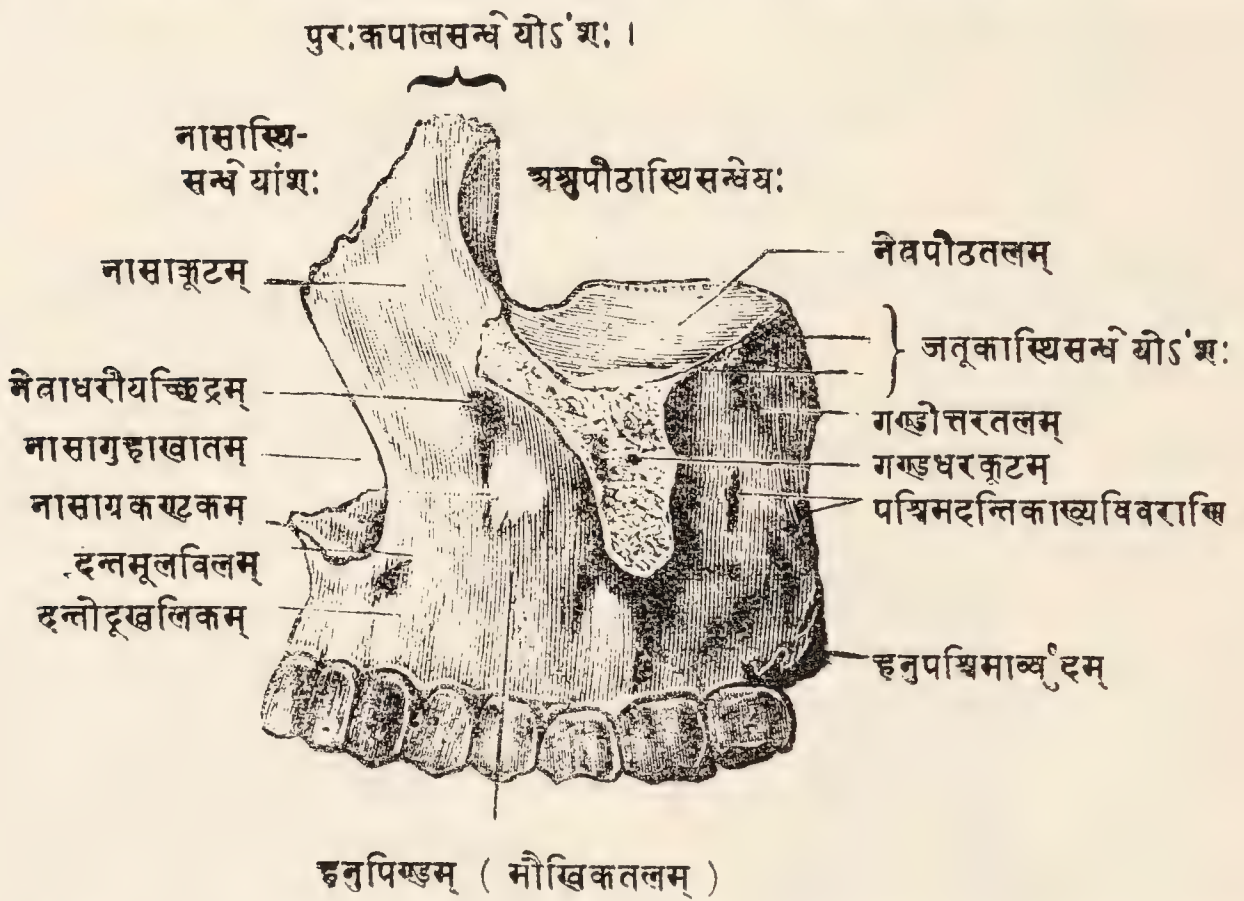 पुरःकपालसन्धेयोऽंशः ।
नासास्थि-
सन्धेयांशः
अश्रुपीठास्थिसन्धेयः
नासाकूटम्
नेत्रपीठतलम्
जतूकास्थिसन्धेयोऽंशः
नेत्राधरीयच्छिद्रम्
गण्डोत्तरतलम्
नासागुहाखातम्
गण्डधरकूटम्
नासाग्रकण्टकम्
पश्चिमदन्तिकाख्यविवराणि
दन्तमूलविलम्
दन्तोदूखलिकम्
हनुपश्चिमार्व्वुदम्
हनुपिण्डम् ( मौखिकतलम् )